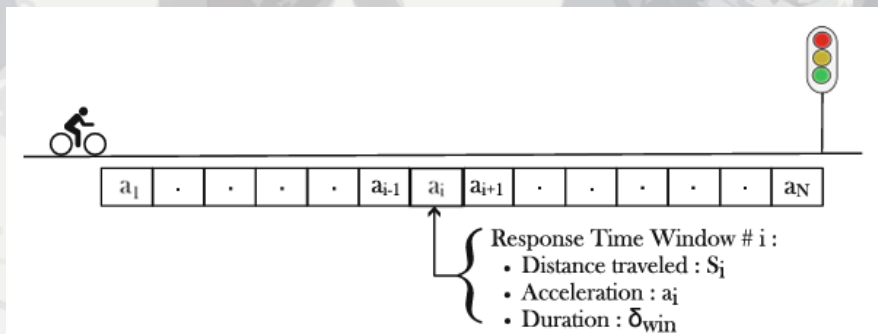 a1 . . . . ai-1 ai ai+1 . . . . . aN
Response Time Window # i :
• Distance traveled : Si
• Acceleration : ai
• Duration : δwin